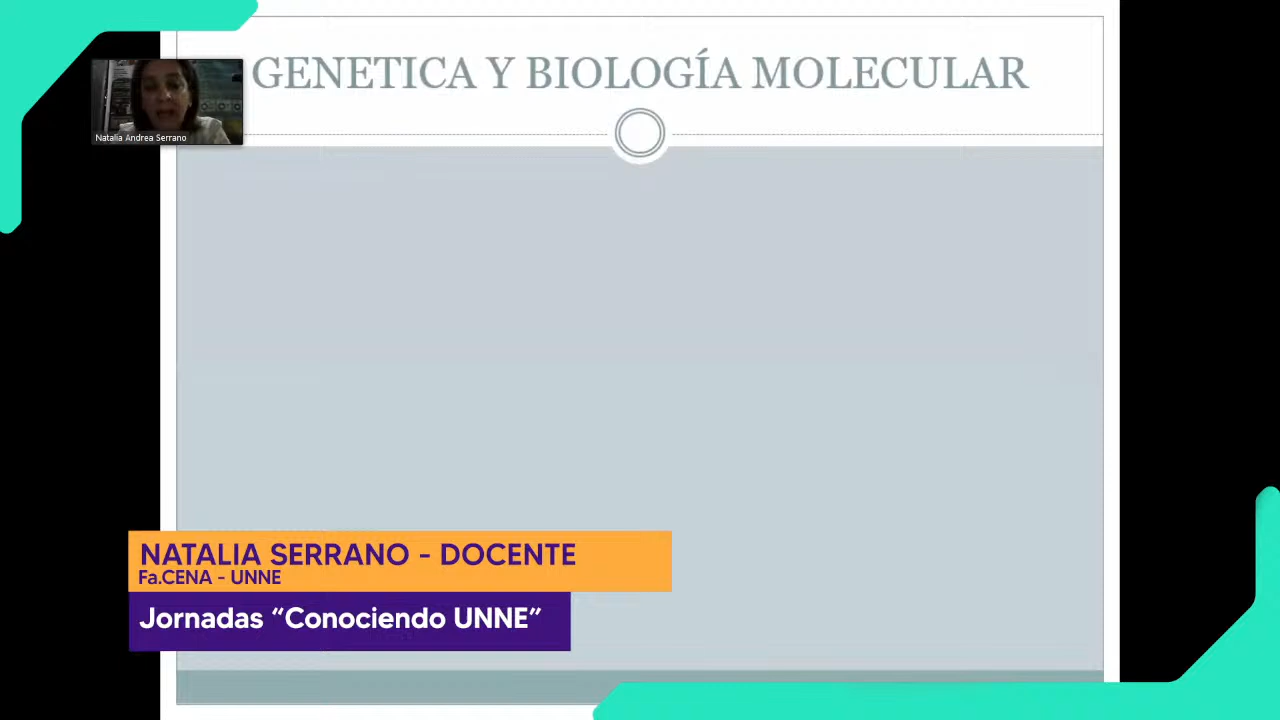 GENETICA Y BIOLOGÍA MOLECULAR
Natalia Andrea Serrano
NATALIA SERRANO - DOCENTE
Fa.CENA - UNNE
Jornadas “Conociendo UNNE”